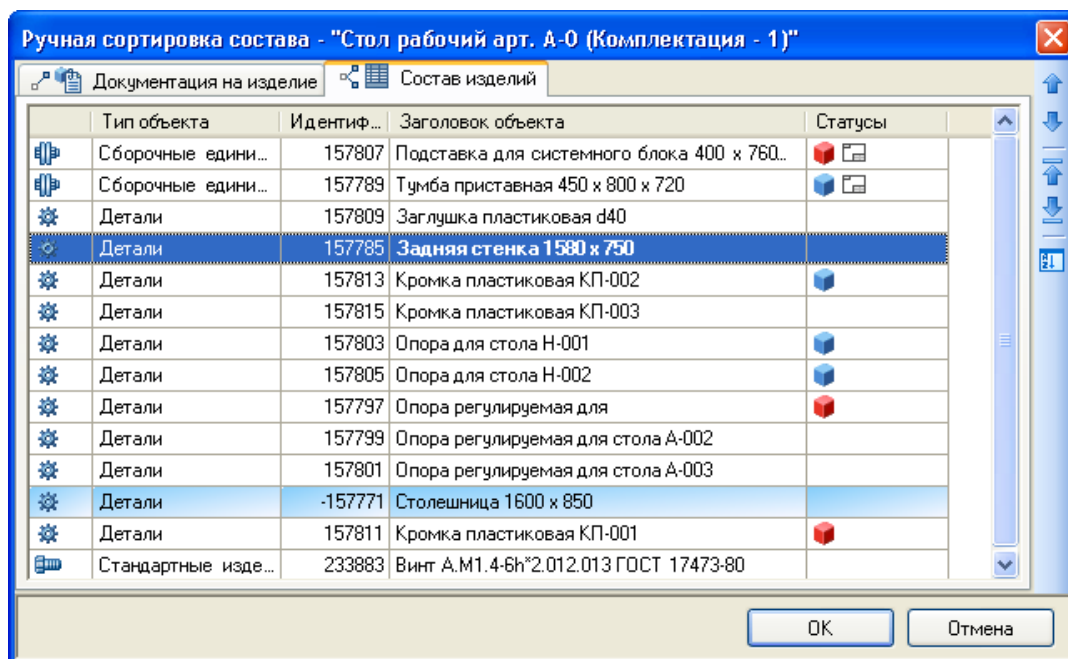 Ручная сортировка состава - "Стол рабочий арт. А-0 (Комплектация - 1)"
Документация на изделие Состав изделий
Тип объекта Идентиф... Заголовок объекта Статусы
Сборочные едини... 157807 Подставка для системного блока 400 x 760...
Сборочные едини... 157789 Тумба приставная 450 x 800 x 720
Детали 157809 Заглушка пластиковая d40
Детали 157785 Задняя стенка 1580 x 750
Детали 157813 Кромка пластиковая КП-002
Детали 157815 Кромка пластиковая КП-003
Детали 157803 Опора для стола Н-001
Детали 157805 Опора для стола Н-002
Детали 157797 Опора регулируемая для
Детали 157799 Опора регулируемая для стола А-002
Детали 157801 Опора регулируемая для стола А-003
Детали -157771 Столешница 1600 x 850
Детали 157811 Кромка пластиковая КП-001
Стандартные изде... 233883 Винт А.М1.4-6h*2.012.013 ГОСТ 17473-80
OK Отмена